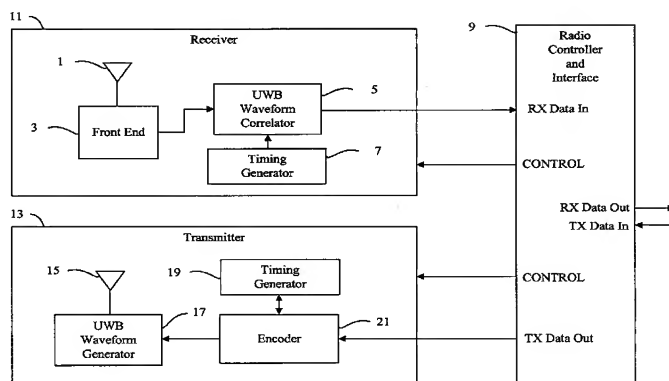 11
Receiver
9
Radio
Controller
and
Interface
1
UWB
Waveform
Correlator
5
RX Data In
3
Front End
Timing
Generator
7
CONTROL
RX Data Out
TX Data In
13
Transmitter
15
19
Timing
Generator
CONTROL
UWB
Waveform
Generator
17
Encoder
21
TX Data Out